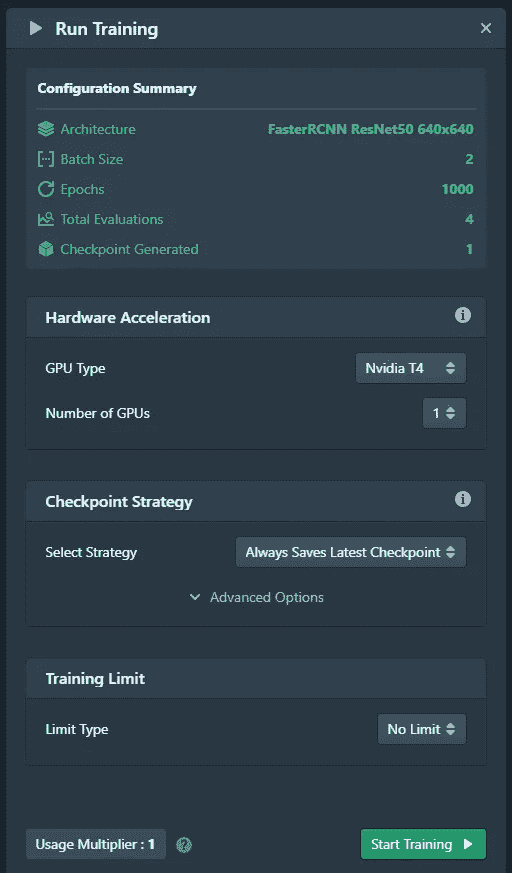 Run Training
Configuration Summary
Architecture FasterRCNN ResNet50 640x640
Batch Size 2
Epochs 1000
Total Evaluations 4
Checkpoint Generated 1
Hardware Acceleration
GPU Type Nvidia T4
Number of GPUs 1
Checkpoint Strategy
Select Strategy Always Saves Latest Checkpoint
Advanced Options
Training Limit
Limit Type No Limit
Usage Multiplier : 1 Start Training